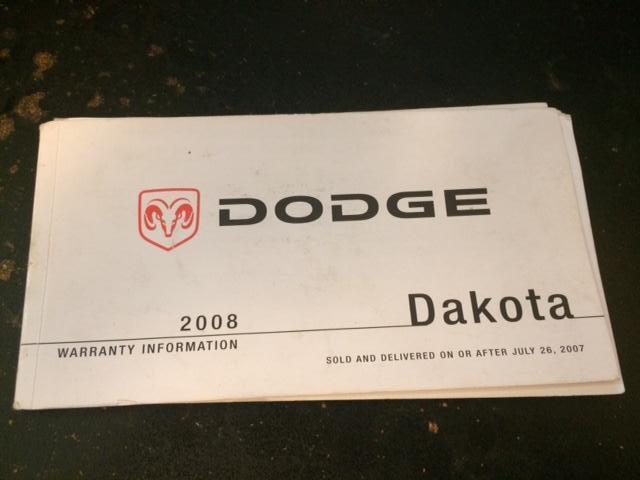 DODGE
Dakota
2008
WARRANTY INFORMATION
SOLD AND DELIVERED ON OR AFTER JULY 26, 2007